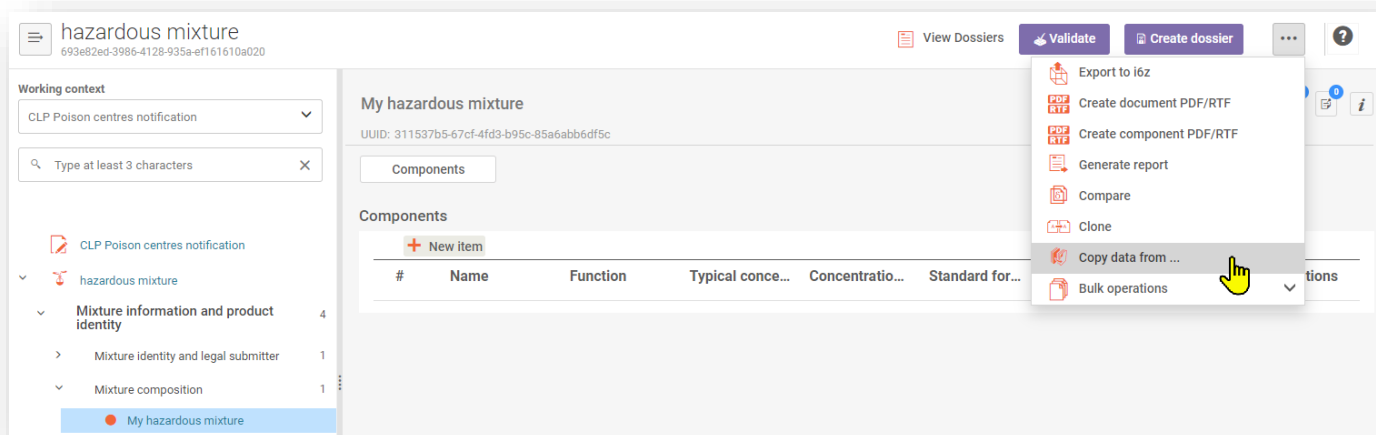 hazardous mixture
693e82ed-3986-4128-935a-ef161610a020
View Dossiers
Validate
Create dossier
Working context
CLP Poison centres notification
Type at least 3 characters
CLP Poison centres notification
hazardous mixture
Mixture information and product
identity
4
Mixture identity and legal submitter 1
Mixture composition 1
My hazardous mixture
My hazardous mixture
UUID: 311537b5-67cf-4fd3-b95c-85a6abb6df5c
Components
Components
New item
# Name Function Typical conce... Concentratio... Standard for... tions
Export to i6z
PDF RTF Create document PDF/RTF
PDF RTF Create component PDF/RTF
Generate report
Compare
Clone
Copy data from ...
Bulk operations
0
i
?